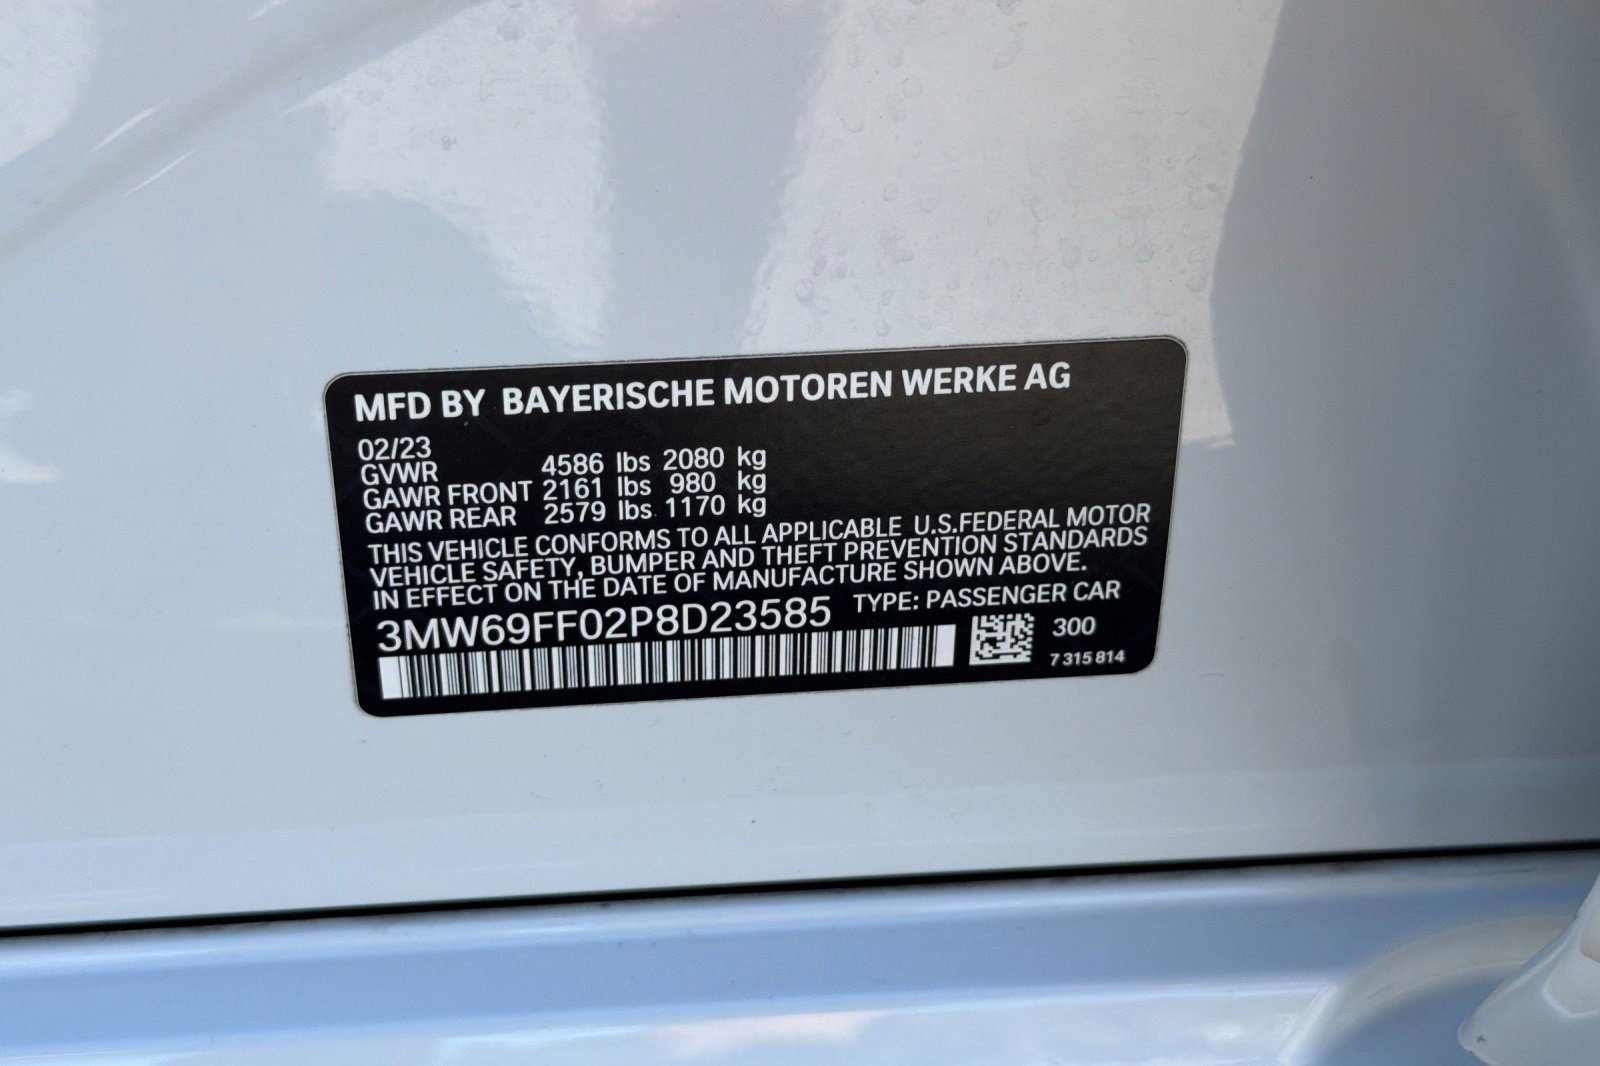 MFD BY BAYERISCHE MOTOREN WERKE AG
02/23
GVWR 4586 lbs 2080 kg
GAWR FRONT 2161 lbs 980 kg
GAWR REAR 2579 lbs 1170 kg
THIS VEHICLE CONFORMS TO ALL APPLICABLE U.S.FEDERAL MOTOR
VEHICLE SAFETY, BUMPER AND THEFT PREVENTION STANDARDS
IN EFFECT ON THE DATE OF MANUFACTURE SHOWN ABOVE.
3MW69FF02P8D23585 TYPE: PASSENGER CAR
300
7 315 814